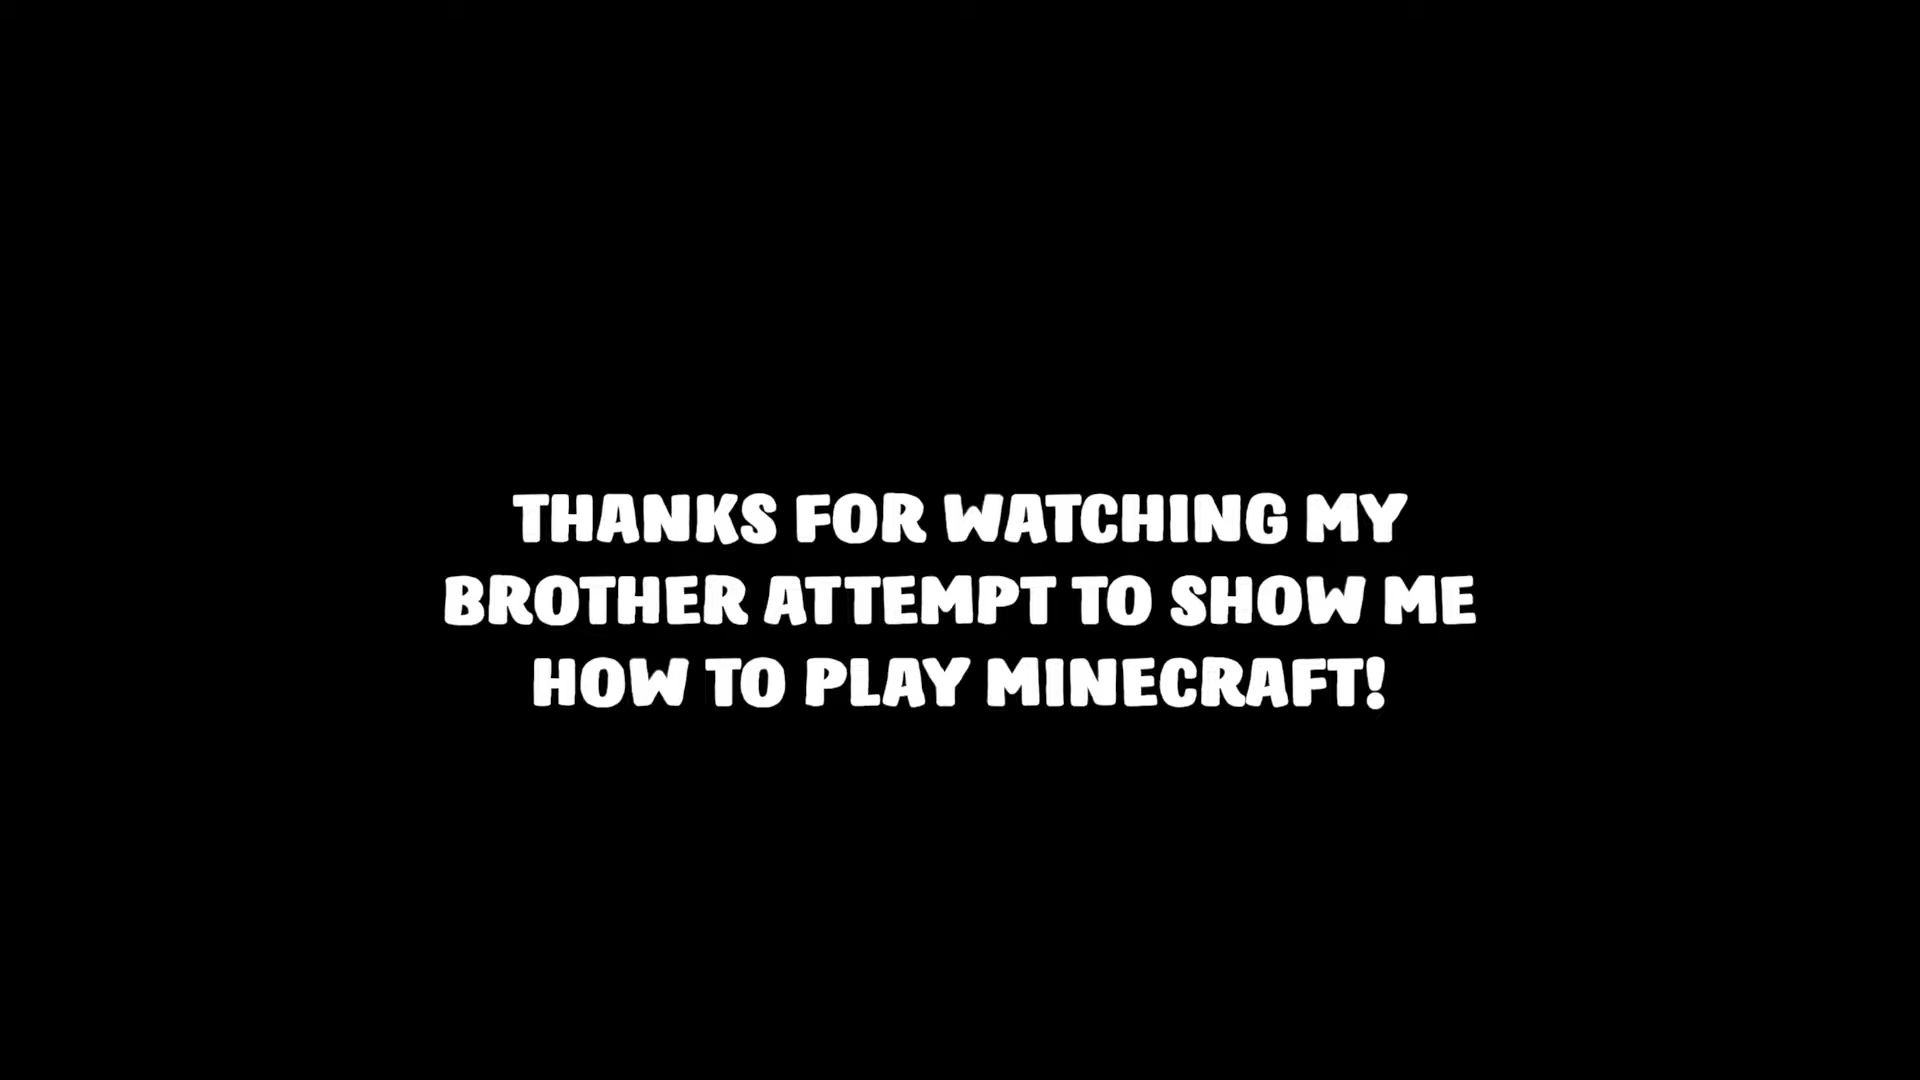 THANKS FOR WATCHING MY
BROTHER ATTEMPT TO SHOW ME
HOW TO PLAY MINECRAFT!